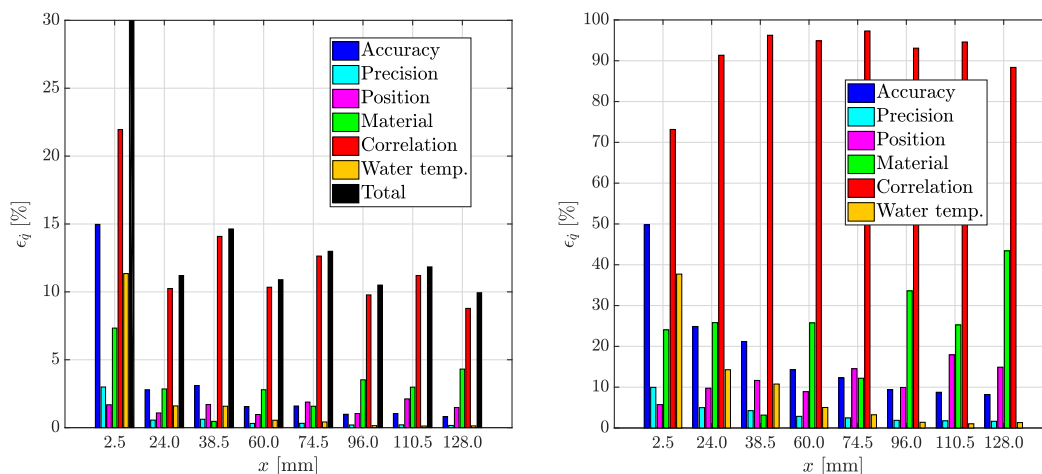 30
25
20
15
10
5
0
ϵq̇ [%]
Accuracy
Precision
Position
Material
Correlation
Water temp.
Total
2.5 24.0 38.5 60.0 74.5 96.0 110.5 128.0
x [mm]
100
90
80
70
60
50
40
30
20
10
0
ϵq̇ [%]
Accuracy
Precision
Position
Material
Correlation
Water temp.
2.5 24.0 38.5 60.0 74.5 96.0 110.5 128.0
x [mm]